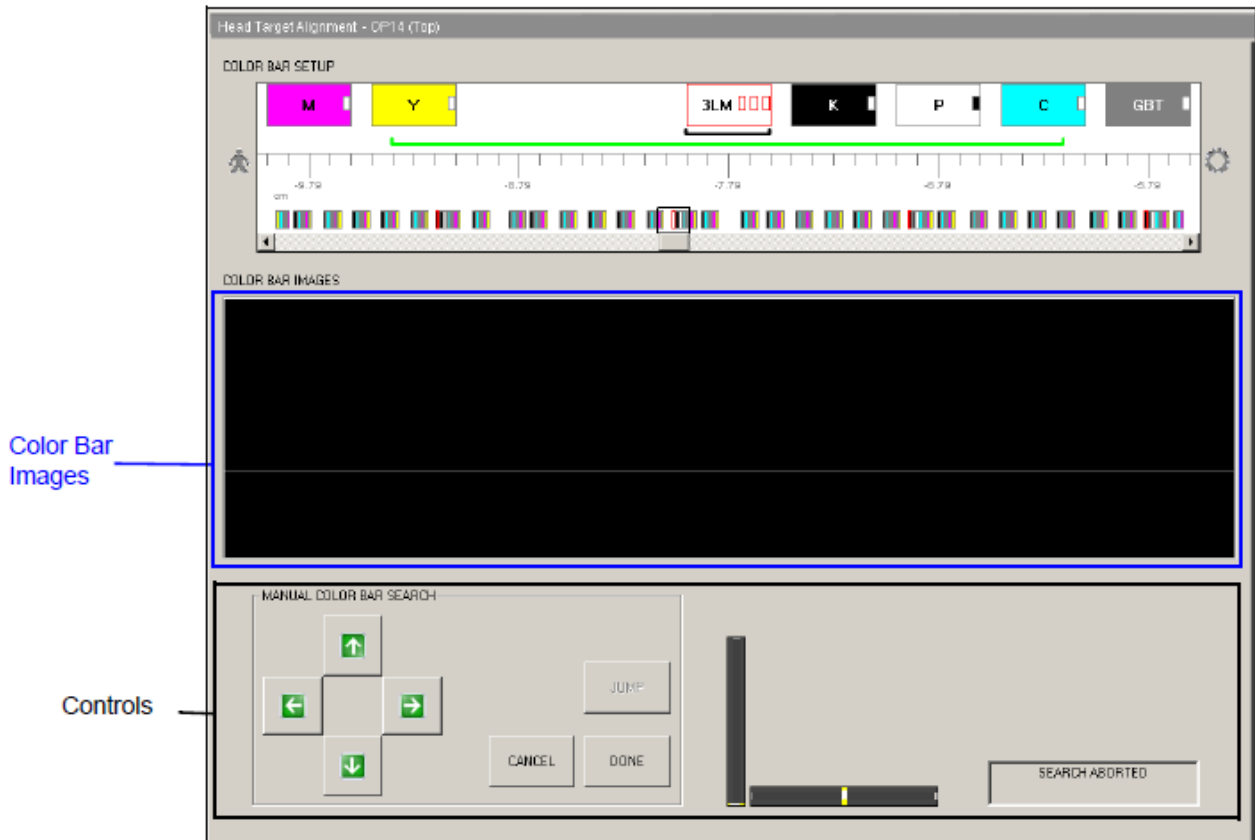 Head Target Alignment - OP14 (Top)
COLOR BAR SETUP
M Y 3LM K P C GBT
-9.79 -8.79 -7.79 -6.79 -5.79
cm
COLOR BAR IMAGES
Color Bar
Images
MANUAL COLOR BAR SEARCH
JUMP
Controls
CANCEL DONE
SEARCH ABORTED